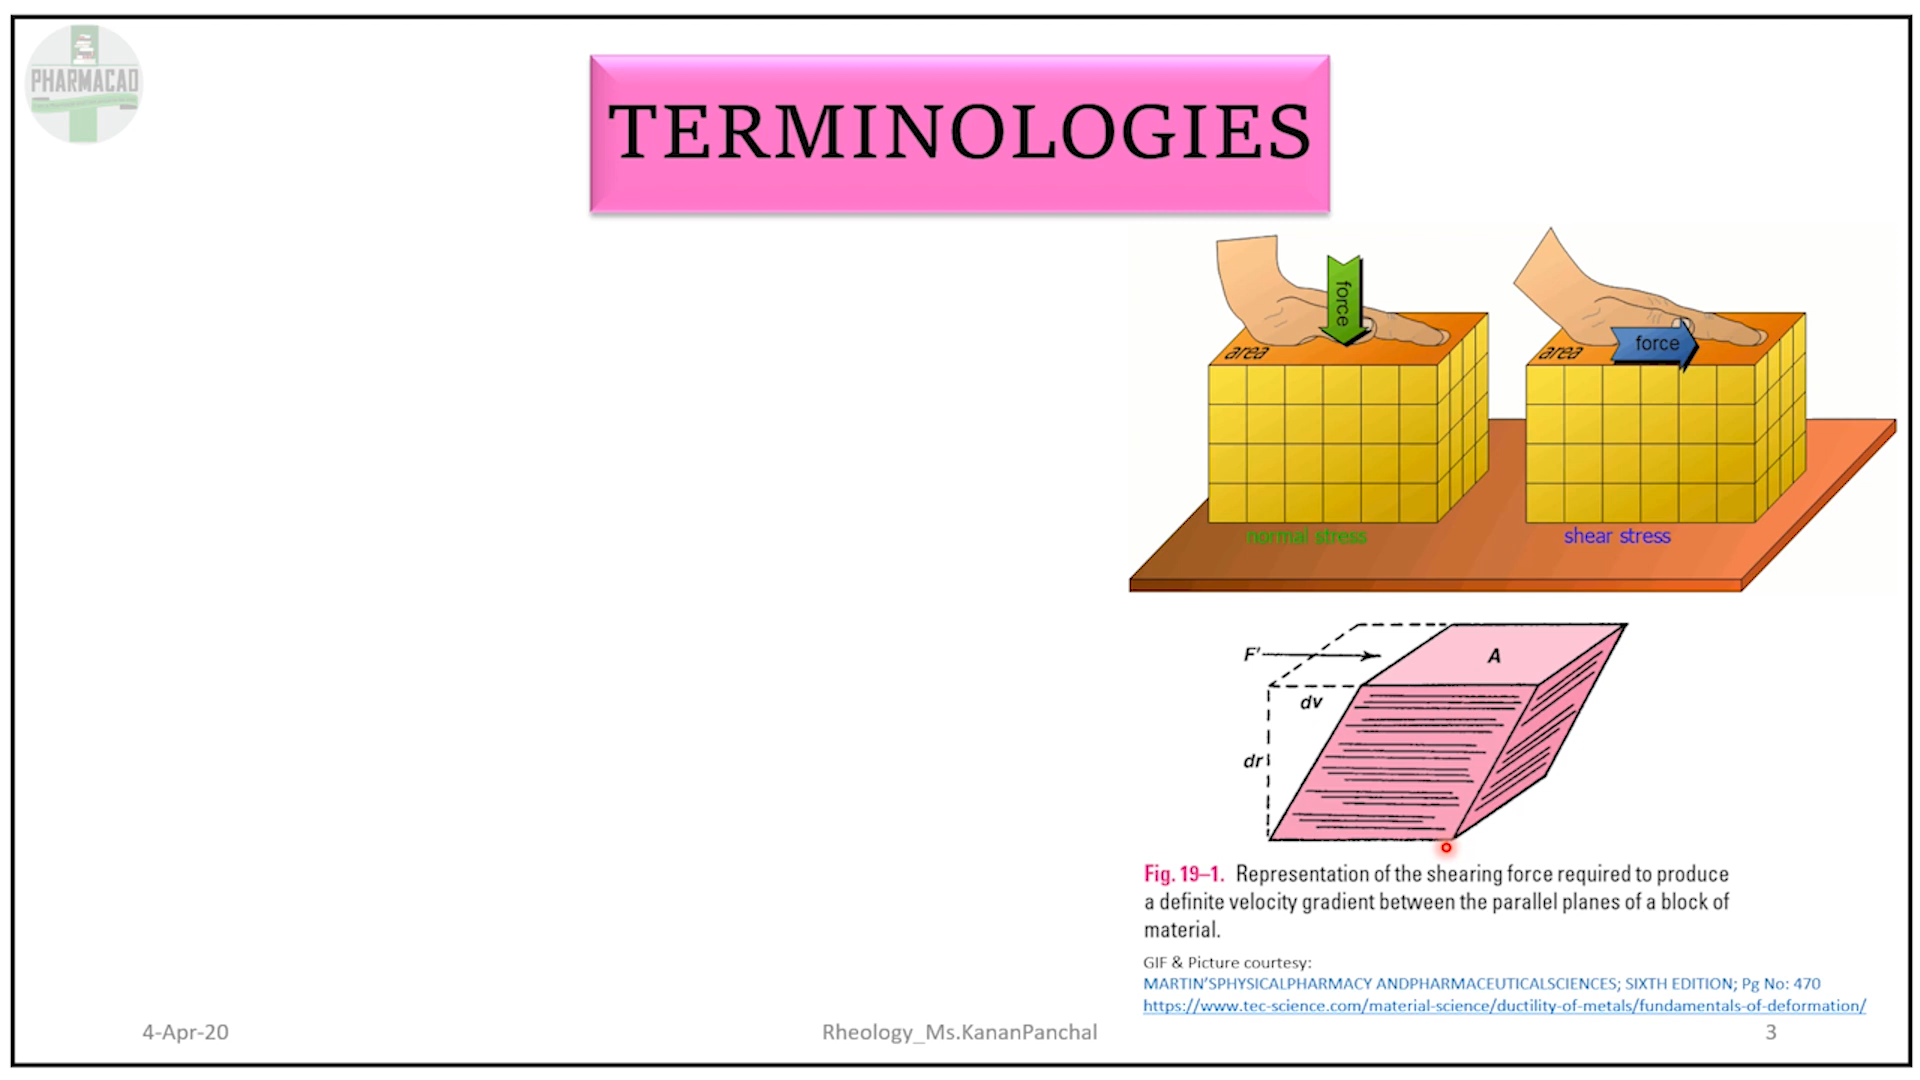 PHARMACAD
TERMINOLOGIES
force
area
force
area
normal stress
shear stress
F'
A
dv
dr
Fig. 19–1. Representation of the shearing force required to produce
a definite velocity gradient between the parallel planes of a block of
material.
GIF & Picture courtesy:
MARTIN'SPHYSICALPHARMACY ANDPHARMACEUTICALSCIENCES; SIXTH EDITION; Pg No: 470
https://www.tec-science.com/material-science/ductility-of-metals/fundamentals-of-deformation/
4-Apr-20
Rheology_Ms.KananPanchal
3